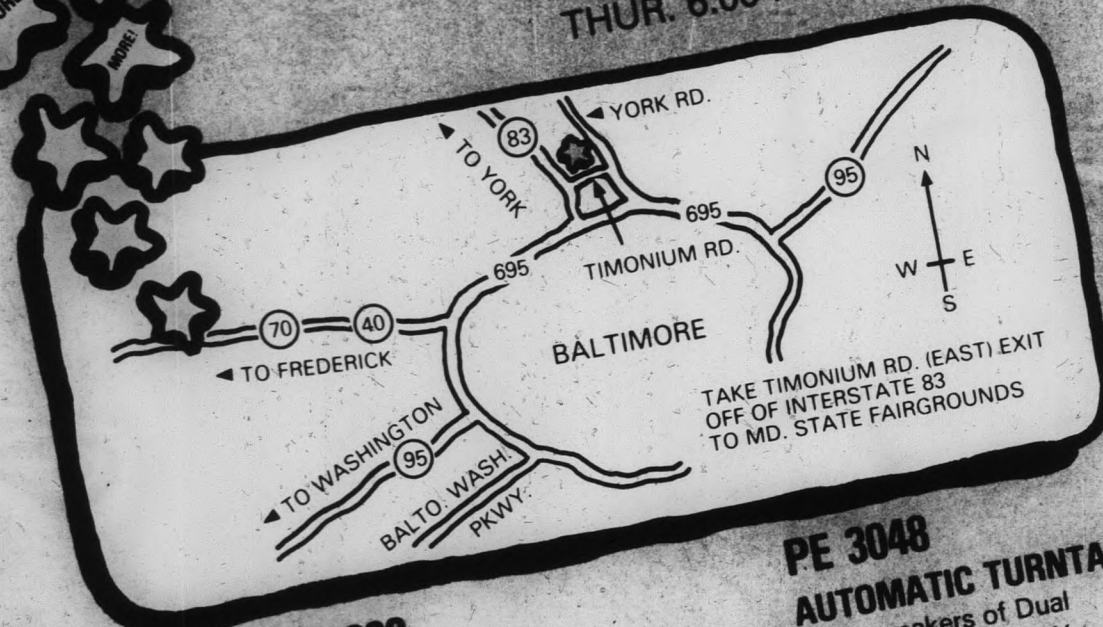 MORE!
THUR. 6:00
YORK RD.
83
TO YORK
95
N
W E
S
695
TIMONIUM RD.
695
BALTIMORE
70 40
TO FREDERICK
TAKE TIMONIUM RD. (EAST) EXIT
OFF OF INTERSTATE 83
TO MD. STATE FAIRGROUNDS
TO WASHINGTON
95
BALTO. WASH.
PKWY.
PE 3048
AUTOMATIC TURNTA
akers of Dual